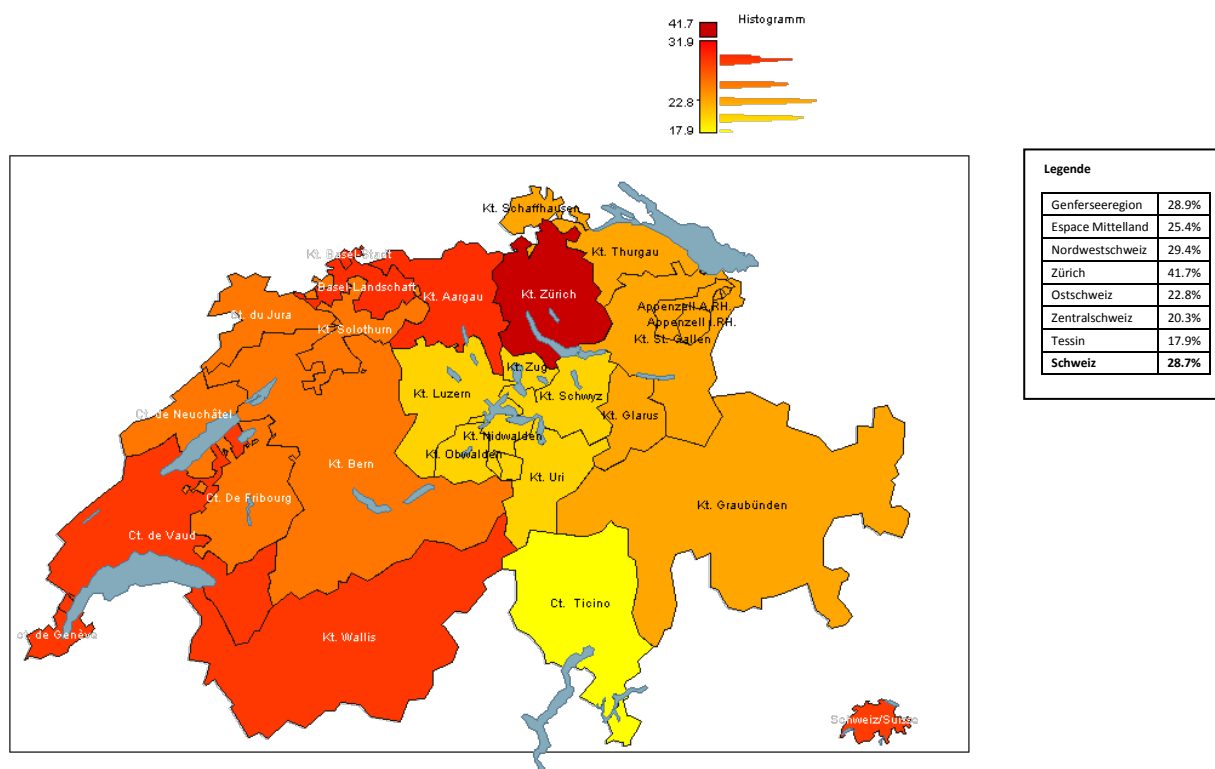 41.7
Histogramm
31.9
22.8
17.9
Legende
Genferseeregion 28.9%
Espace Mittelland 25.4%
Nordwestschweiz 29.4%
Zürich 41.7%
Ostschweiz 22.8%
Zentralschweiz 20.3%
Tessin 17.9%
Schweiz 28.7%
Kt. Schaffhausen
Kt. Basel-Stadt
Kt. Thurgau
Basel-Landschaft
Kt. Aargau
Kt. Zürich
Appenzell A.RH.
Ct. du Jura
Appenzell I.RH.
Kt. Solothurn
Kt. St. Gallen
Kt. Zug
Kt. Luzern
Kt. Schwyz
Ct. de Neuchâtel
Kt. Glarus
Kt. Nidwalden
Kt. Obwalden
Kt. Bern
Kt. Uri
Ct. De Fribourg
Kt. Graubünden
Ct. de Vaud
Ct. Ticino
ct. de Genève
Kt. Wallis
Schweiz/Suisse